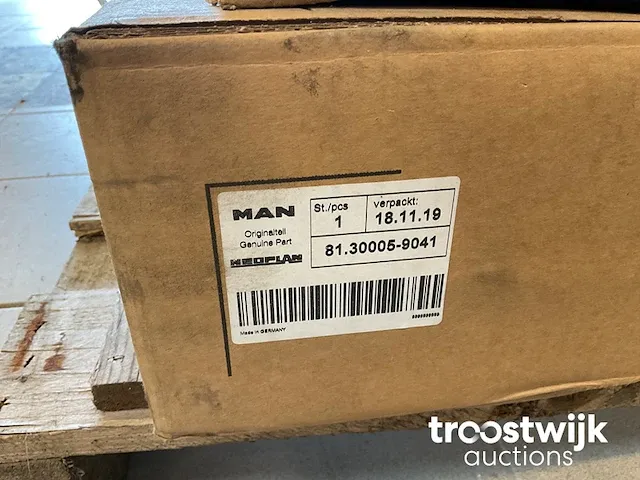 MAN
Originalteil
Genuine Part
NEOPLAN
St./pcs
1
verpackt:
18.11.19
81.30005-9041
Made in GERMANY
troostwijk
auctions